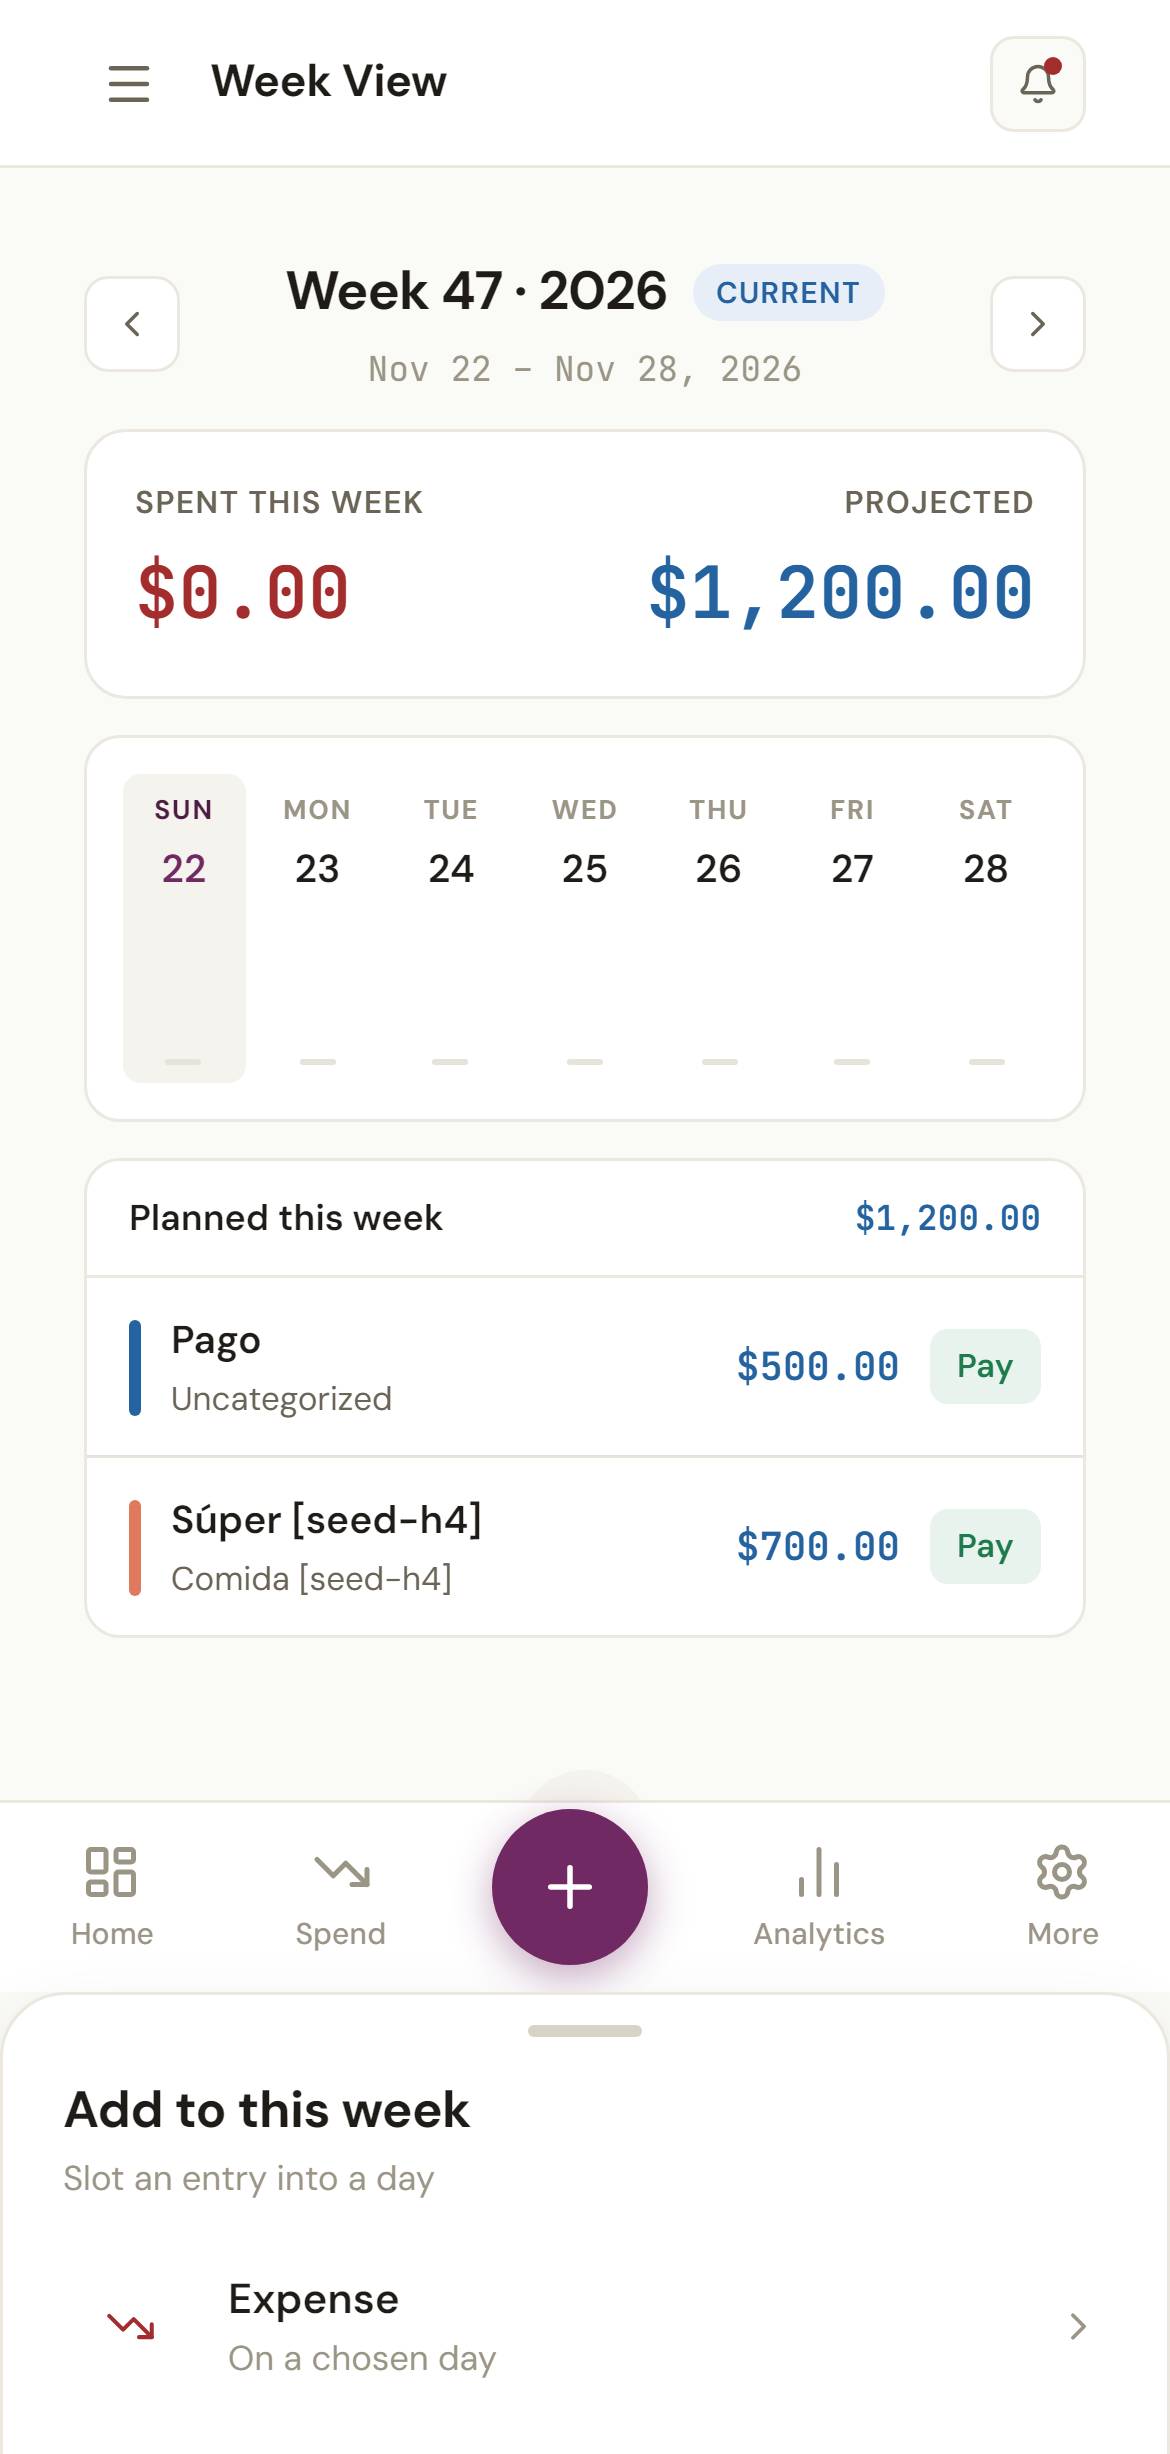 Week View
Week 47 · 2026 CURRENT
Nov 22 – Nov 28, 2026
SPENT THIS WEEK PROJECTED
$0.00 $1,200.00
SUN MON TUE WED THU FRI SAT
22 23 24 25 26 27 28
Planned this week $1,200.00
Pago
$500.00 Pay
Uncategorized
Súper [seed-h4]
$700.00 Pay
Comida [seed-h4]
Home Spend Analytics More
Add to this week
Slot an entry into a day
Expense
On a chosen day